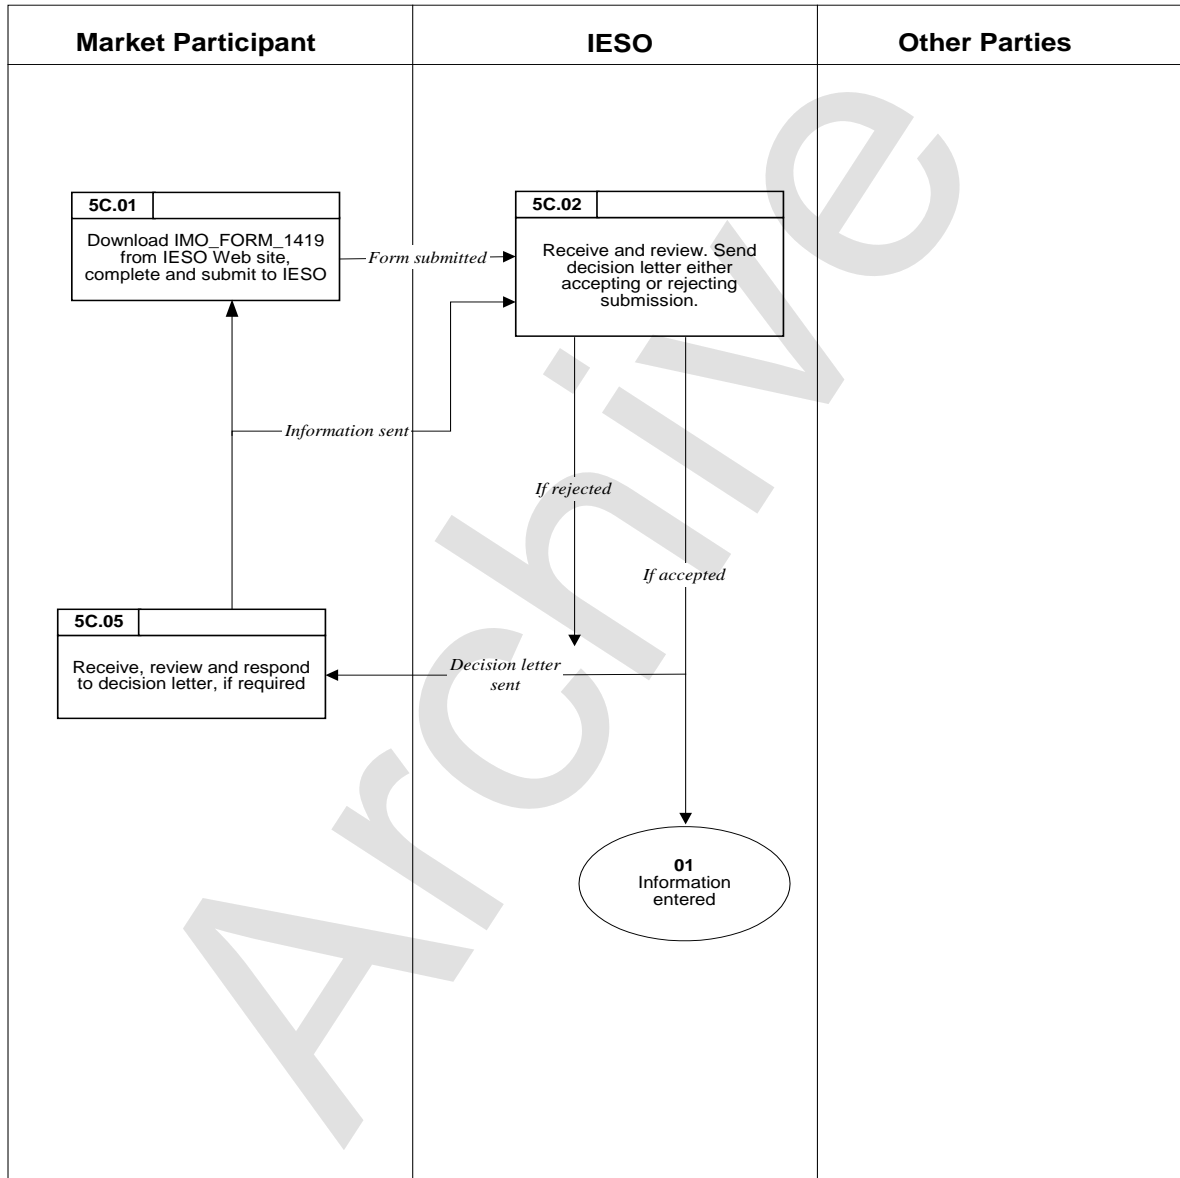 Market Participant
IESO
Other Parties
5C.01
Download IMO_FORM_1419
from IESO Web site,
complete and submit to IESO
Form submitted
5C.02
Receive and review. Send
decision letter either
accepting or rejecting
submission.
Information sent
If rejected
If accepted
5C.05
Receive, review and respond
to decision letter, if required
Decision letter
sent
01
Information
entered
Archive